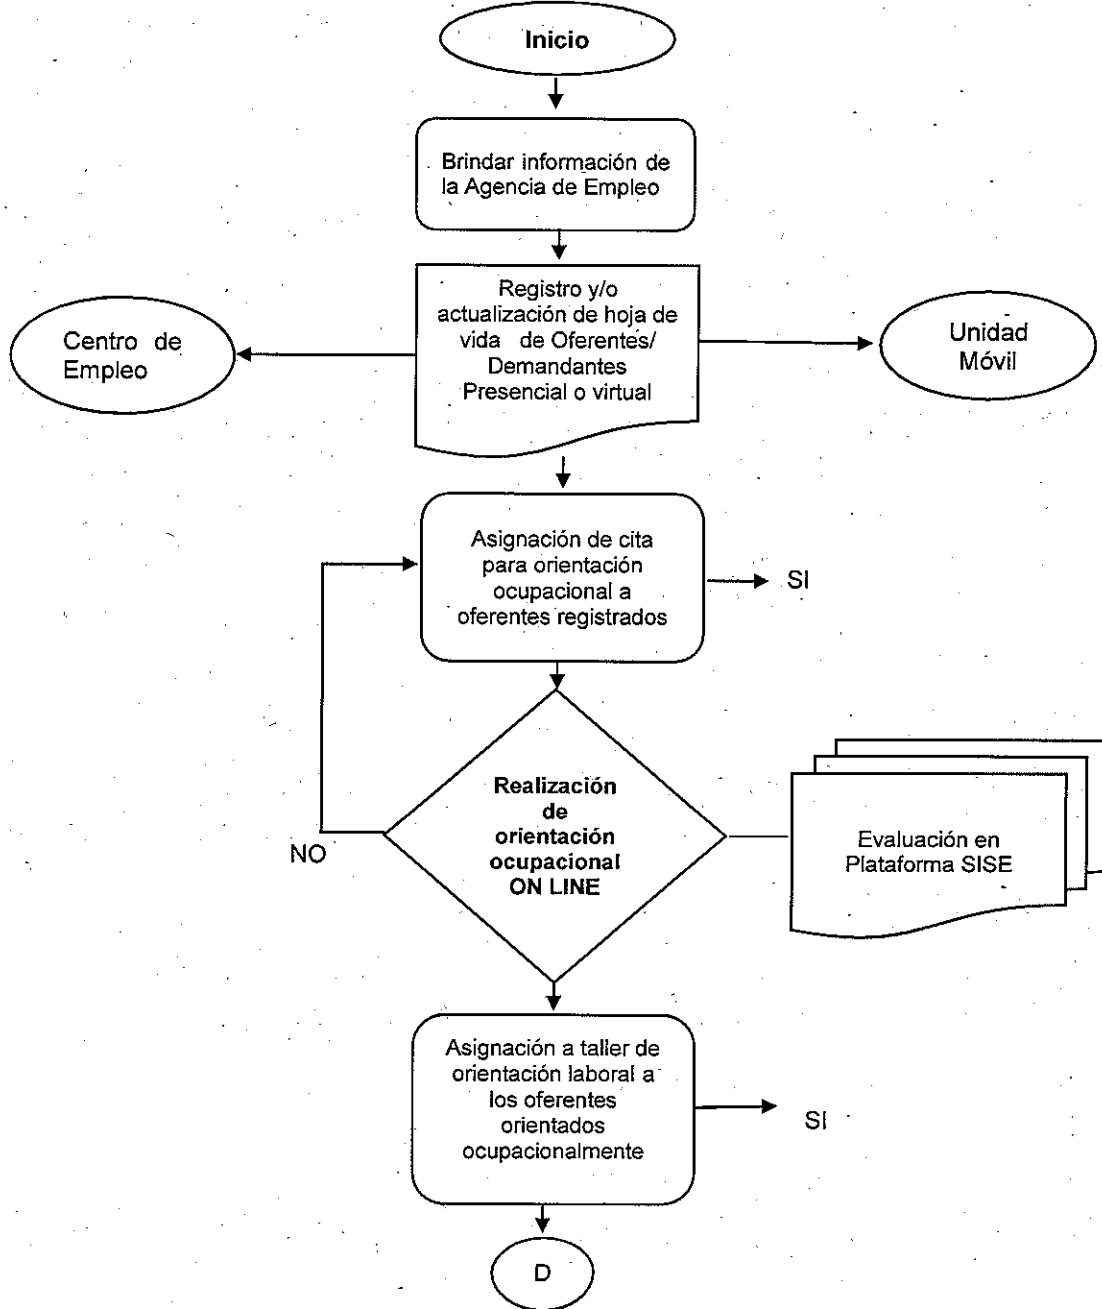 Inicio
Brindar información de
la Agencia de Empleo
Registro y/o
actualización de hoja de
vida de Oferentes/
Demandantes
Presencial o virtual
Centro de
Empleo
Unidad
Móvil
Asignación de cita
para orientación
ocupacional a
oferentes registrados
SI
Realización
de
orientación
ocupacional
ON LINE
NO
Evaluación en
Plataforma SISE
Asignación a taller de
orientación laboral a
los oferentes
orientados
ocupacionalmente
SI
D